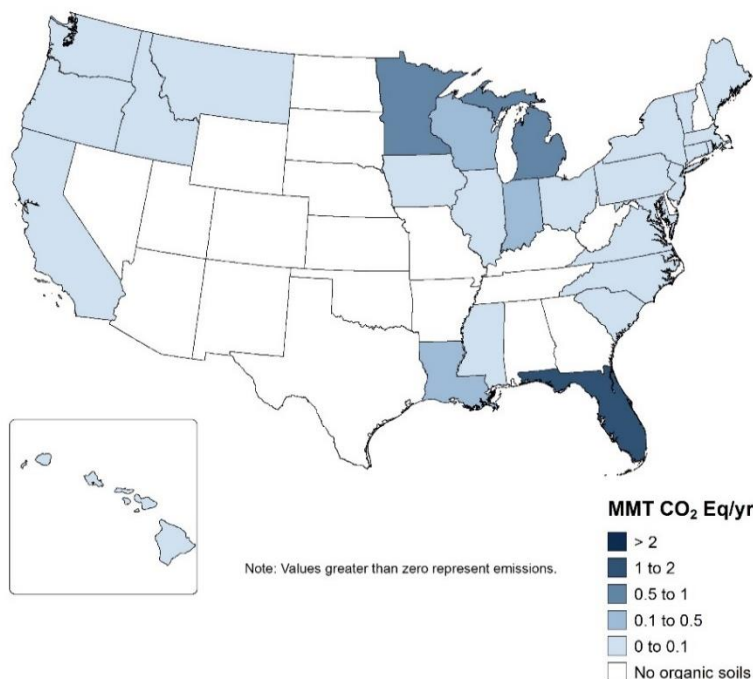 Note: Values greater than zero represent emissions.
MMT CO₂ Eq/yr
> 2
1 to 2
0.5 to 1
0.1 to 0.5
0 to 0.1
No organic soils